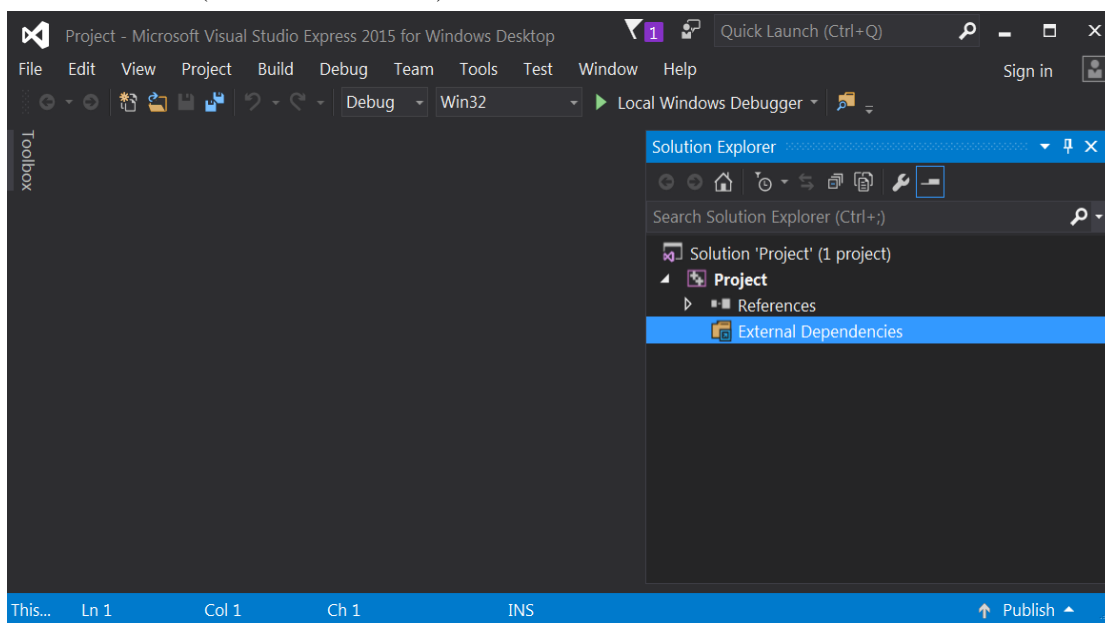 Project - Microsoft Visual Studio Express 2015 for Windows Desktop
1
Quick Launch (Ctrl+Q)
File Edit View Project Build Debug Team Tools Test Window Help
Sign in
Debug Win32 Local Windows Debugger
Toolbox
Solution Explorer
Search Solution Explorer (Ctrl+;)
Solution 'Project' (1 project)
Project
References
External Dependencies
This... Ln 1 Col 1 Ch 1 INS Publish